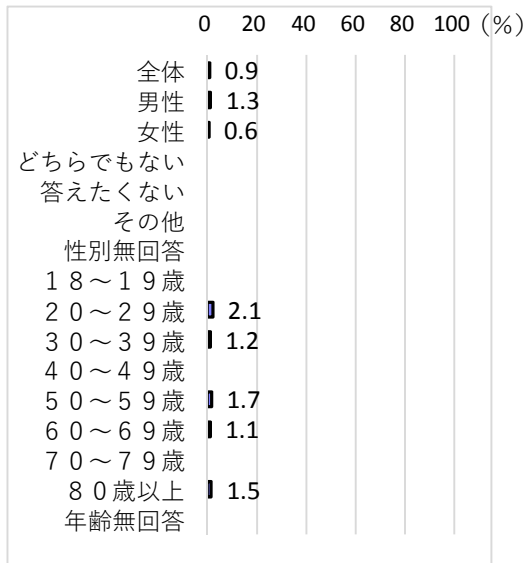 0 20 40 60 80 100 (%)
全体 0.9
男性 1.3
女性 0.6
どちらでもない
答えたくない
その他
性別無回答
１８～１９歳
２０～２９歳 2.1
３０～３９歳 1.2
４０～４９歳
５０～５９歳 1.7
６０～６９歳 1.1
７０～７９歳
８０歳以上 1.5
年齢無回答